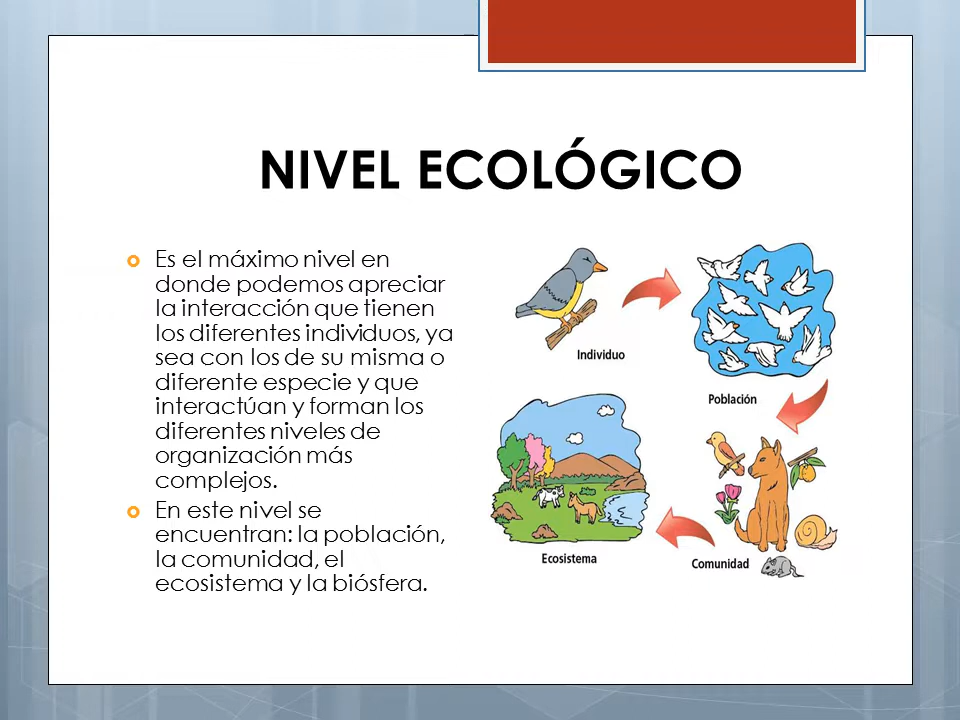 NIVEL ECOLÓGICO
Es el máximo nivel en
donde podemos apreciar
la interacción que tienen
los diferentes individuos, ya
sea con los de su misma o
diferente especie y que
interactúan y forman los
diferentes niveles de
organización más
complejos.
En este nivel se
encuentran: la población,
la comunidad, el
ecosistema y la biósfera.
Individuo
Población
Comunidad
Ecosistema